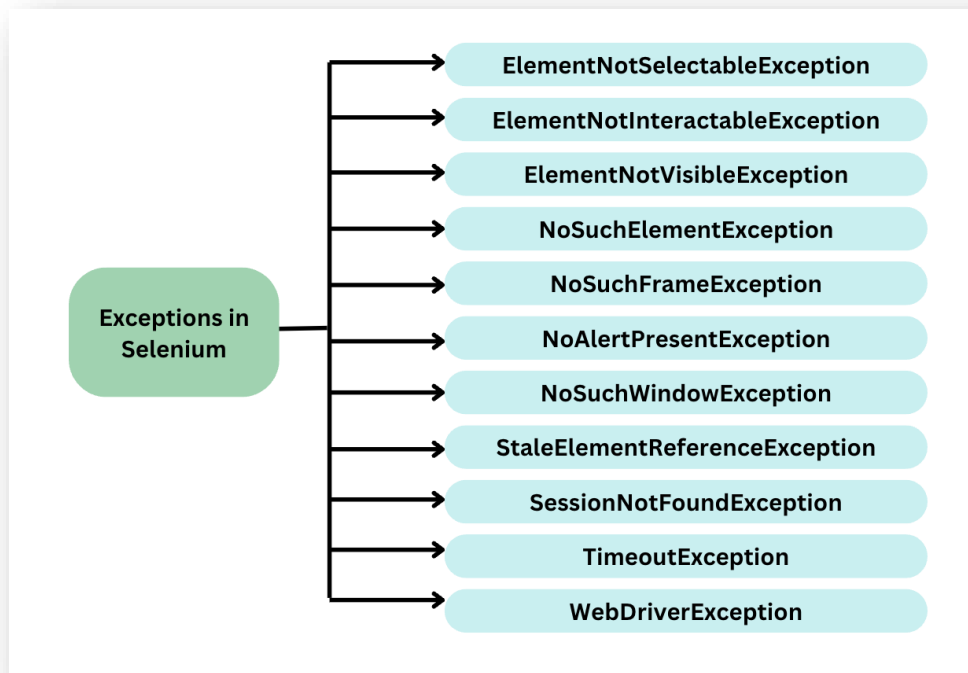 Exceptions in
Selenium
ElementNotSelectableException
ElementNotInteractableException
ElementNotVisibleException
NoSuchElementException
NoSuchFrameException
NoAlertPresentException
NoSuchWindowException
StaleElementReferenceException
SessionNotFoundException
TimeoutException
WebDriverException